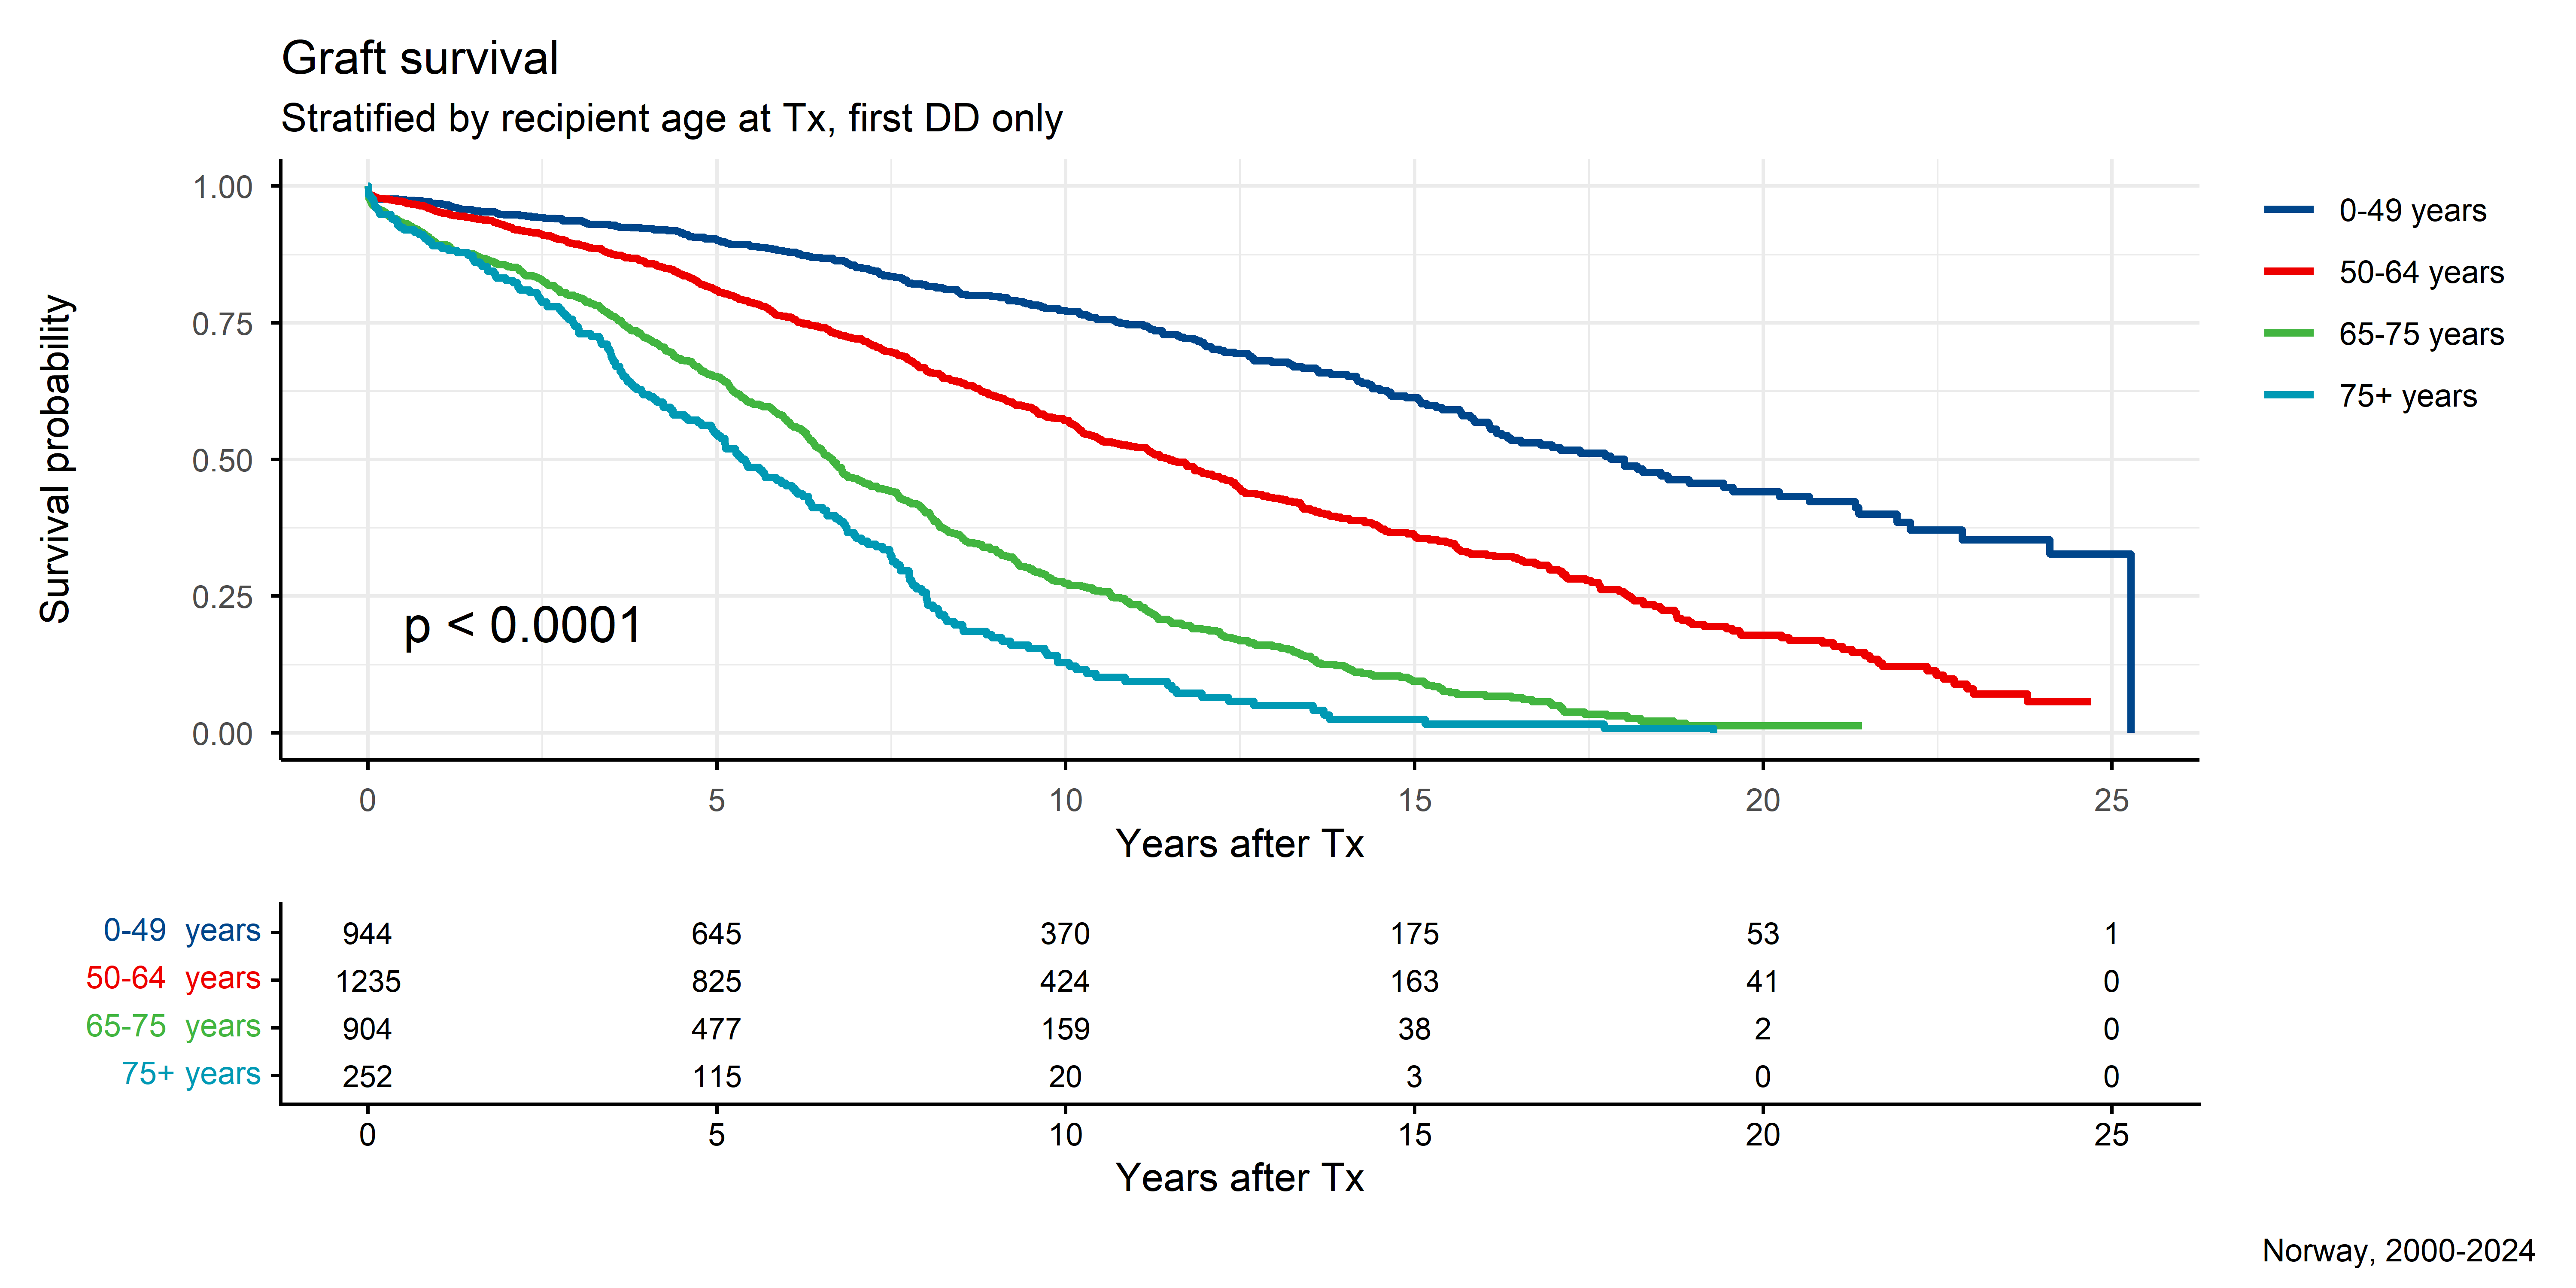 Graft survival
Stratified by recipient age at Tx, first DD only
Survival probability
1.00
0.75
0.50
0.25
0.00
p < 0.0001
0 5 10 15 20 25
Years after Tx
0-49 years
50-64 years
65-75 years
75+ years
0-49 years 944 645 370 175 53 1
50-64 years 1235 825 424 163 41 0
65-75 years 904 477 159 38 2 0
75+ years 252 115 20 3 0 0
0 5 10 15 20 25
Years after Tx
Norway, 2000-2024